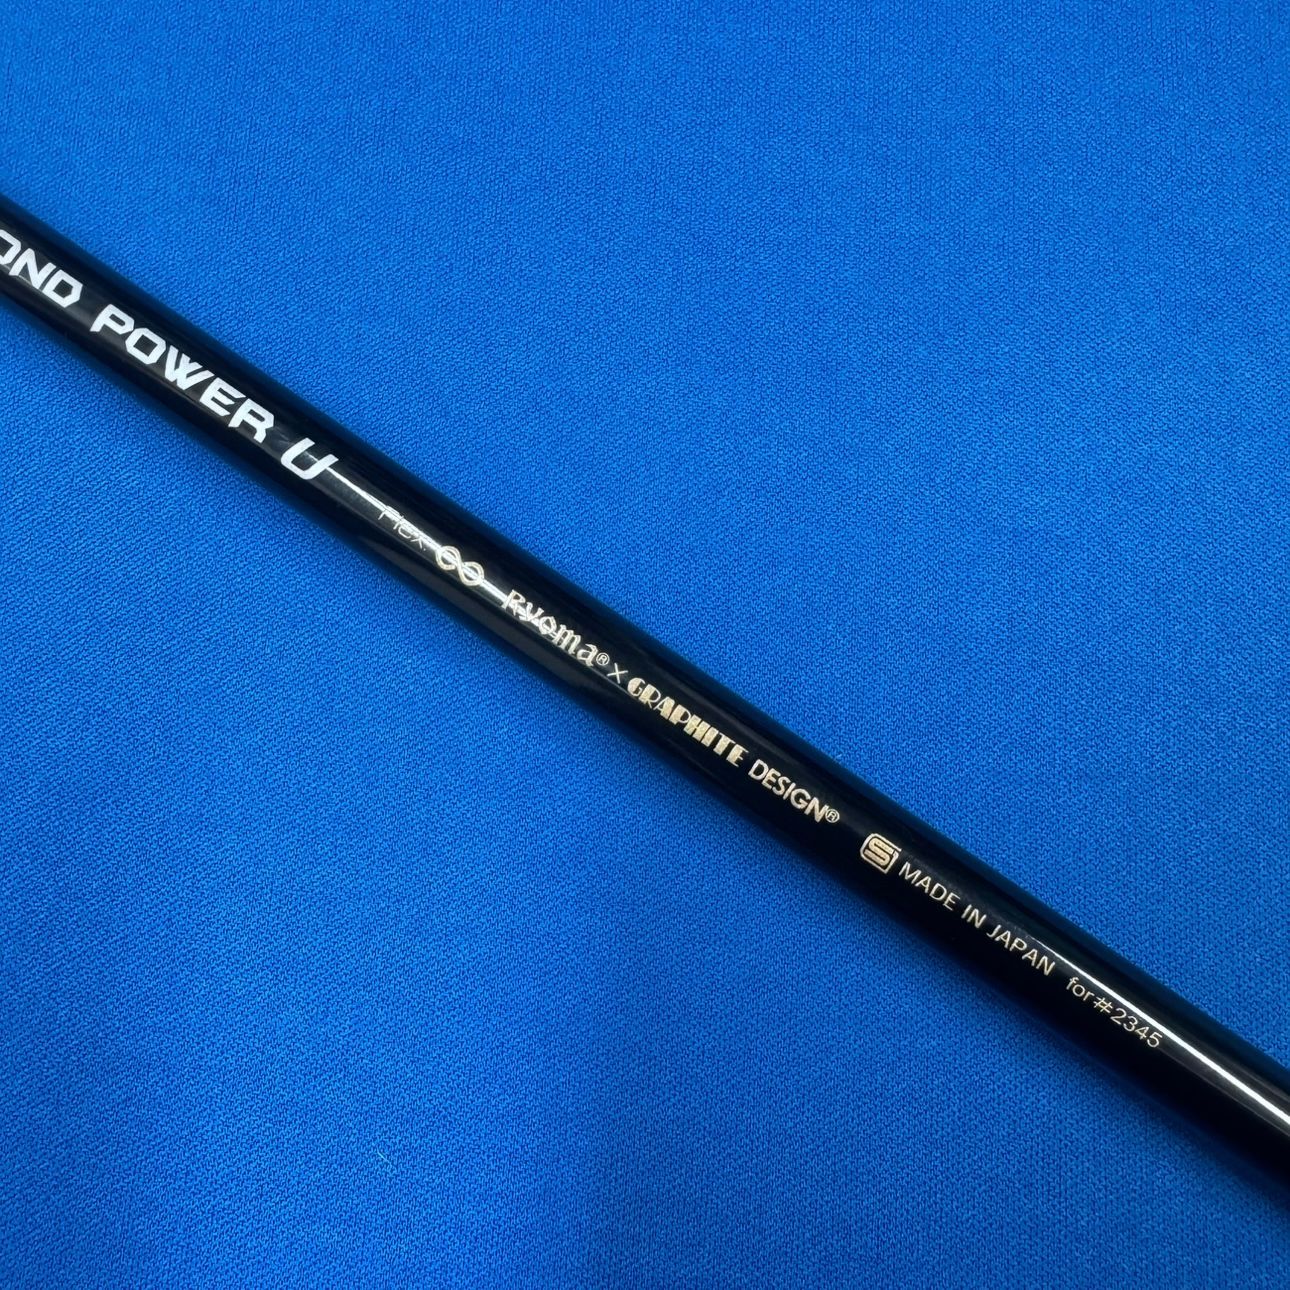 OND POWER U Flex. ∞ Ryoma® × GRAPHITE DESIGN® S MADE IN JAPAN for #2345